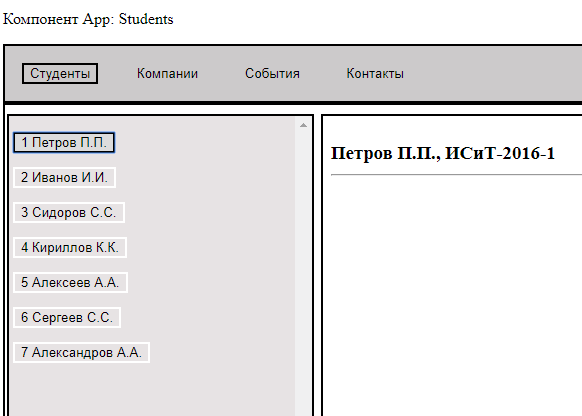 Компонент App: Students
Студенты Компании События Контакты
1 Петров П.П.
2 Иванов И.И.
3 Сидоров С.С.
4 Кириллов К.К.
5 Алексеев А.А.
6 Сергеев С.С.
7 Александров А.А.
Петров П.П., ИСиТ-2016-1